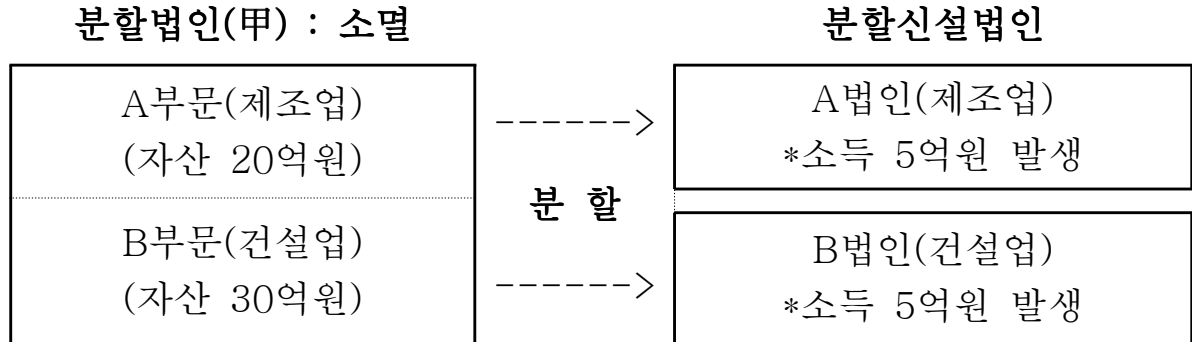 분할법인(甲) : 소멸
분할신설법인
A부문(제조업)
(자산 20억원)
------>
A법인(제조업)
*소득 5억원 발생
분 할
B부문(건설업)
(자산 30억원)
------>
B법인(건설업)
*소득 5억원 발생